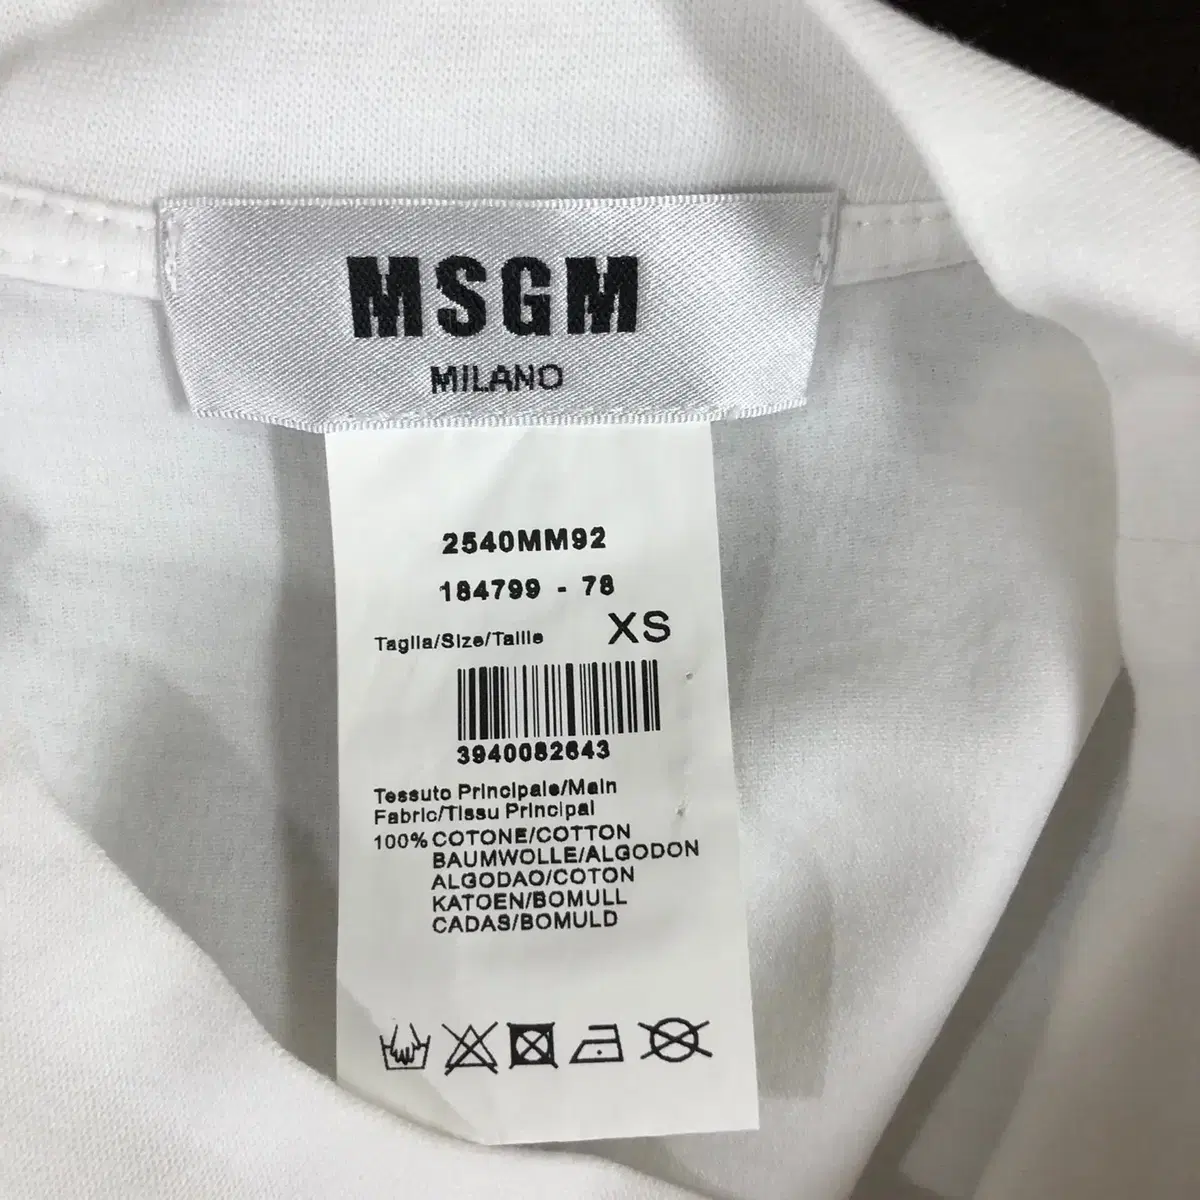 MSGM
MILANO
2540MM92
184799 - 78
Taglia/Size/Taille XS
3940082643
Tessuto Principale/Main
Fabric/Tissu Principal
100% COTONE/COTTON
BAUMWOLLE/ALGODON
ALGODAO/COTON
KATOEN/BOMULL
CADAS/BOMULD